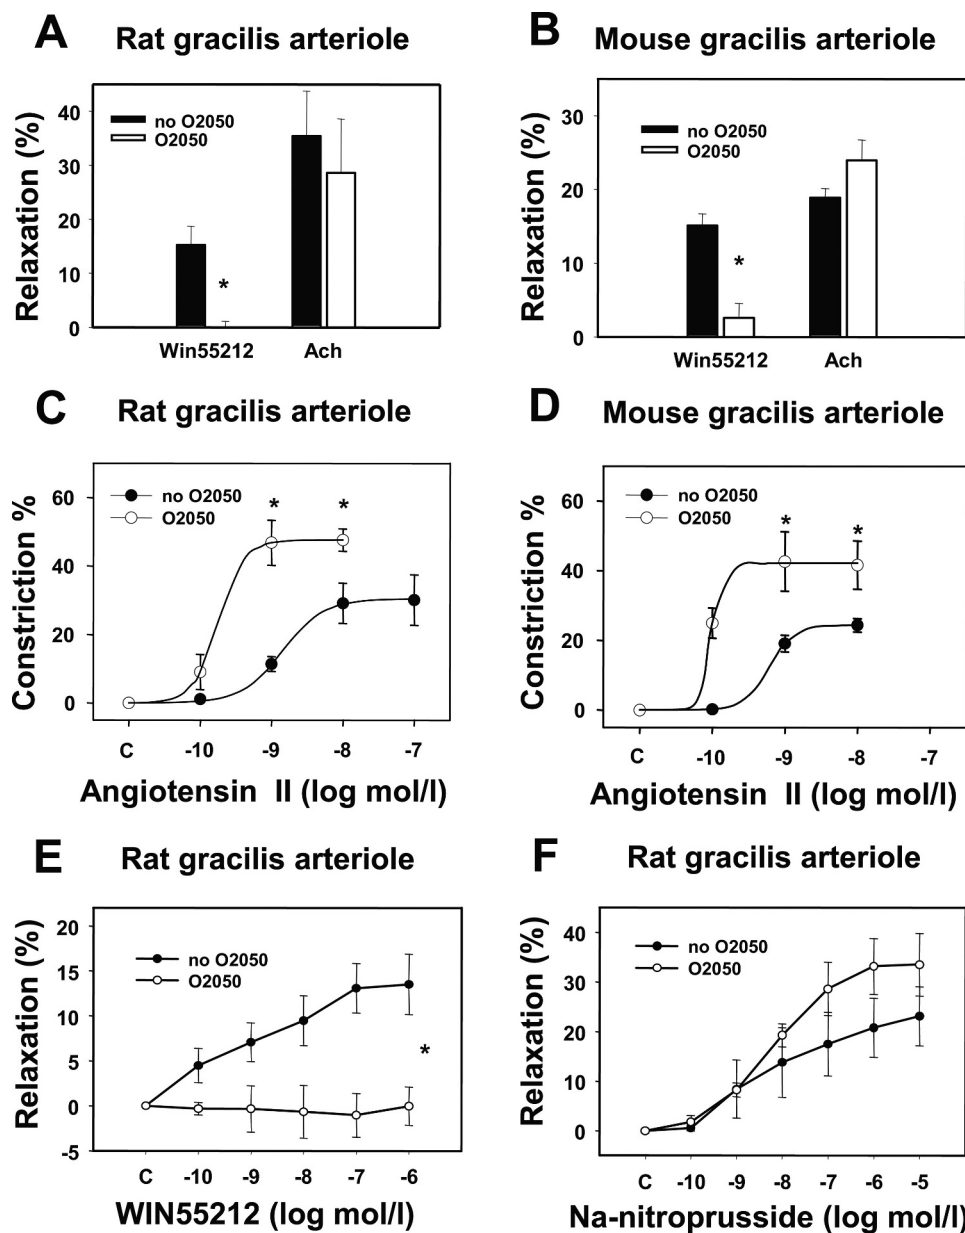 A Rat gracilis arteriole
Relaxation (%)
40
30
20
10
0
no O2050
O2050
*
Win55212 Ach
B Mouse gracilis arteriole
Relaxation (%)
30
20
10
0
no O2050
O2050
*
Win55212 Ach
C Rat gracilis arteriole
Constriction %
60
40
20
0
no O2050
O2050
* *
C -10 -9 -8 -7
Angiotensin II (log mol/l)
D Mouse gracilis arteriole
Constriction %
60
40
20
0
no O2050
O2050
* *
C -10 -9 -8 -7
Angiotensin II (log mol/l)
E Rat gracilis arteriole
Relaxation (%)
20
15
10
5
0
-5
no O2050
O2050
*
C -10 -9 -8 -7 -6
WIN55212 (log mol/l)
F Rat gracilis arteriole
Relaxation (%)
40
30
20
10
0
no O2050
O2050
C -10 -9 -8 -7 -6 -5
Na-nitroprusside (log mol/l)